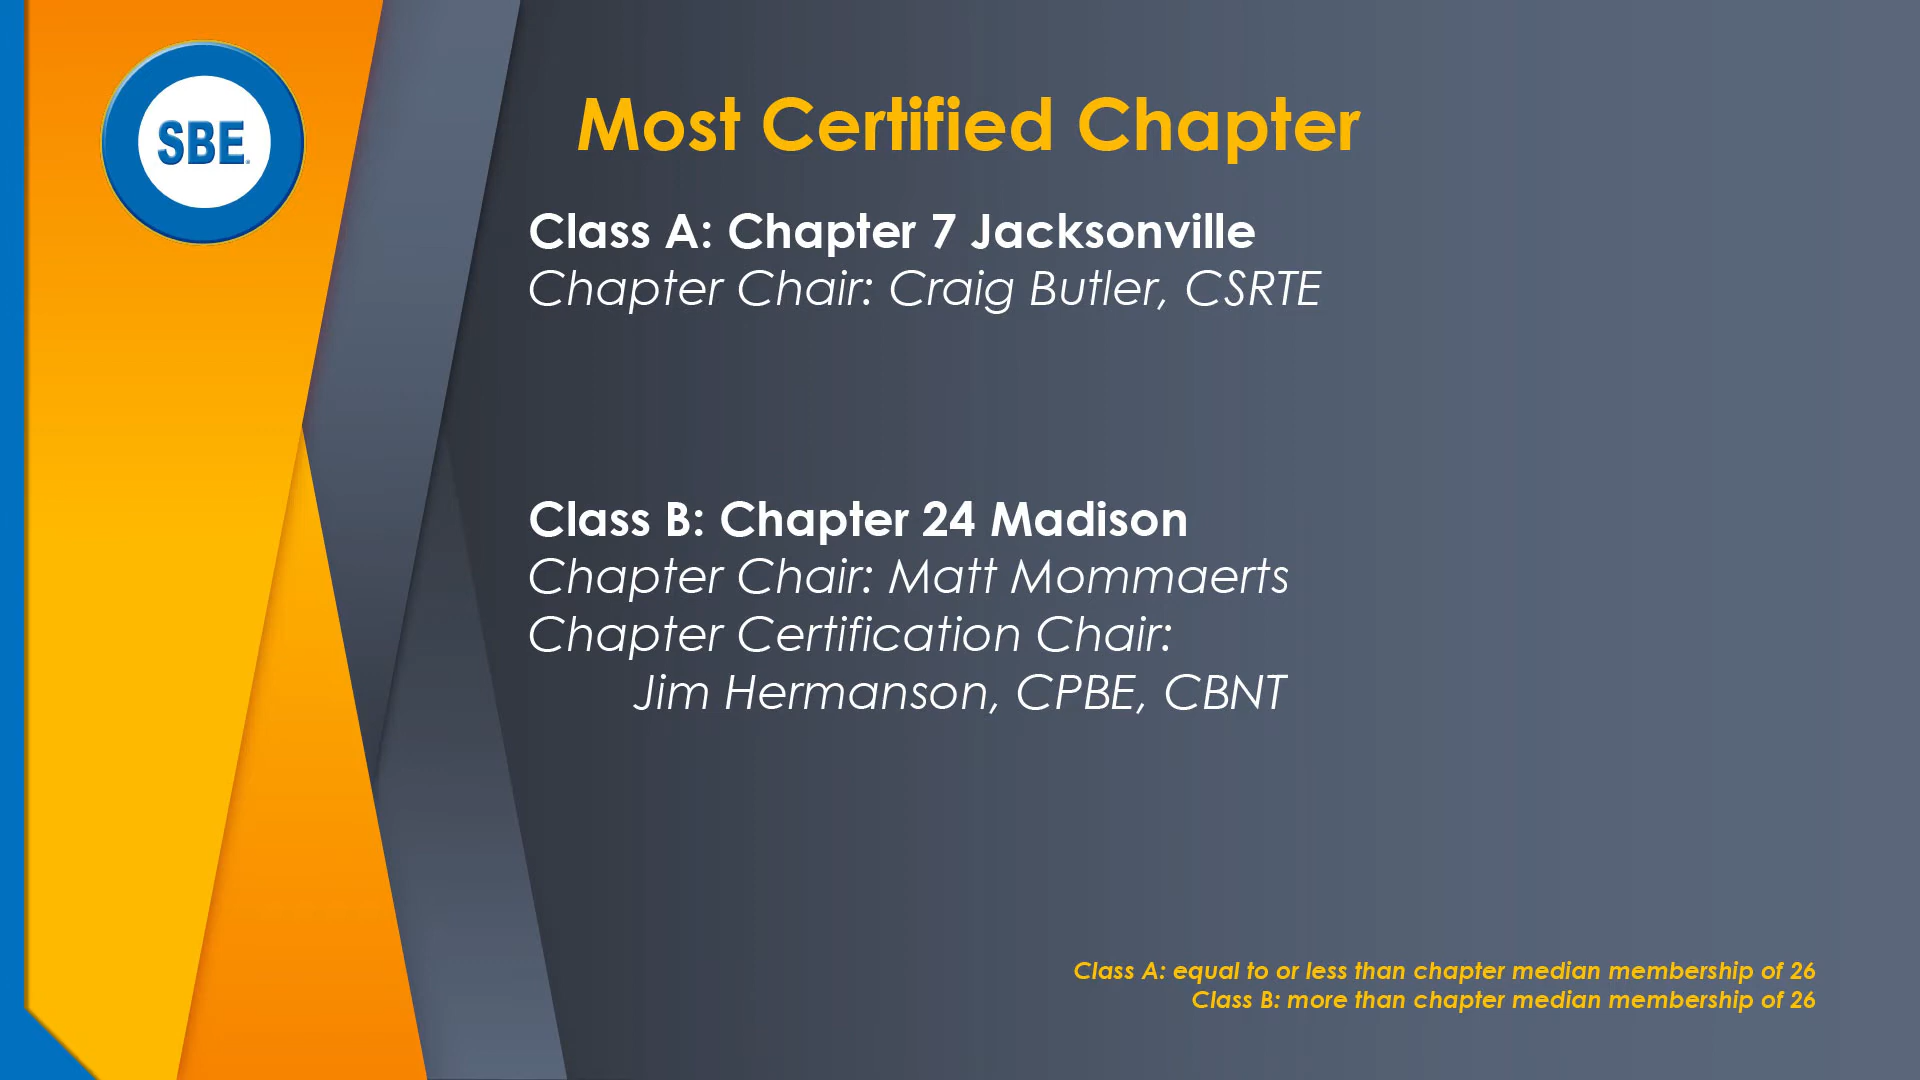 SBE
Most Certified Chapter
Class A: Chapter 7 Jacksonville
Chapter Chair: Craig Butler, CSRTE
Class B: Chapter 24 Madison
Chapter Chair: Matt Mommaerts
Chapter Certification Chair:
Jim Hermanson, CPBE, CBNT
Class A: equal to or less than chapter median membership of 26
Class B: more than chapter median membership of 26